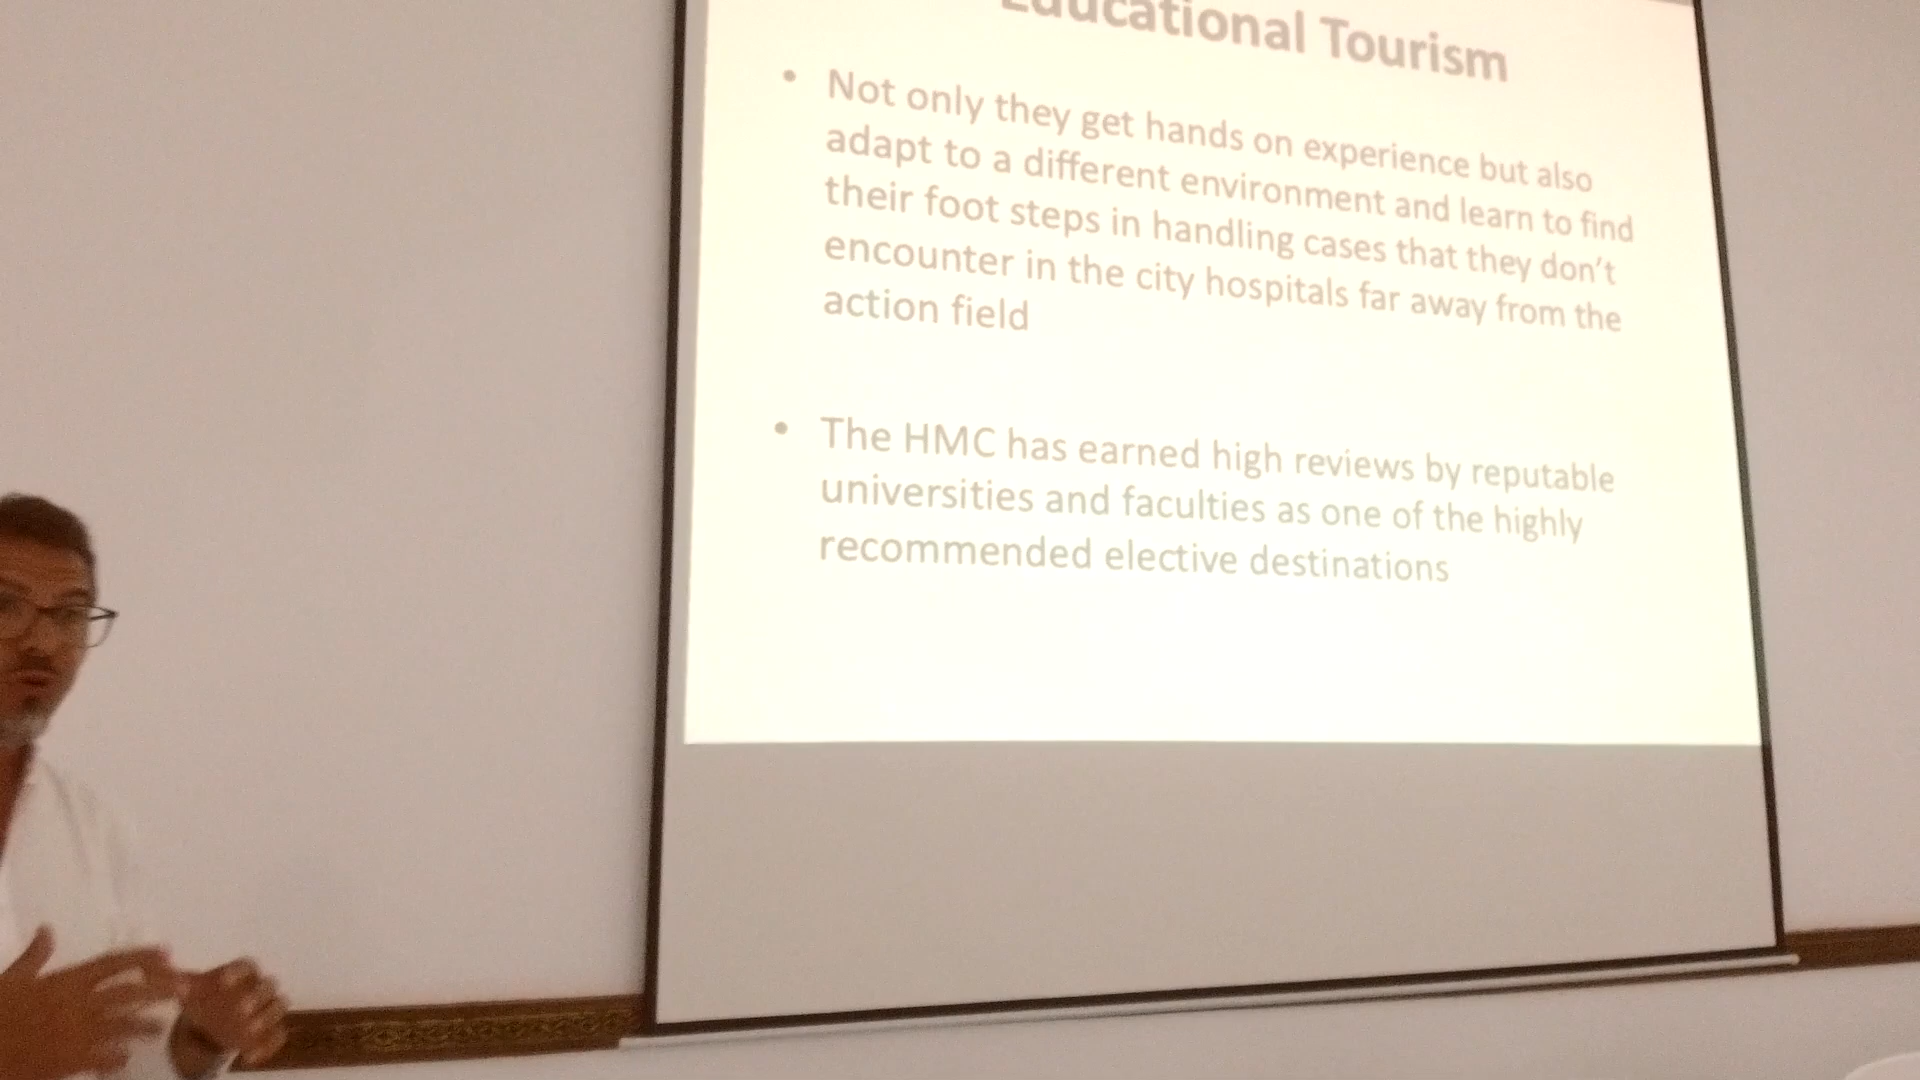 Educational Tourism
• Not only they get hands on experience but also
adapt to a different environment and learn to find
their foot steps in handling cases that they don't
encounter in the city hospitals far away from the
action field
• The HMC has earned high reviews by reputable
universities and faculties as one of the highly
recommended elective destinations